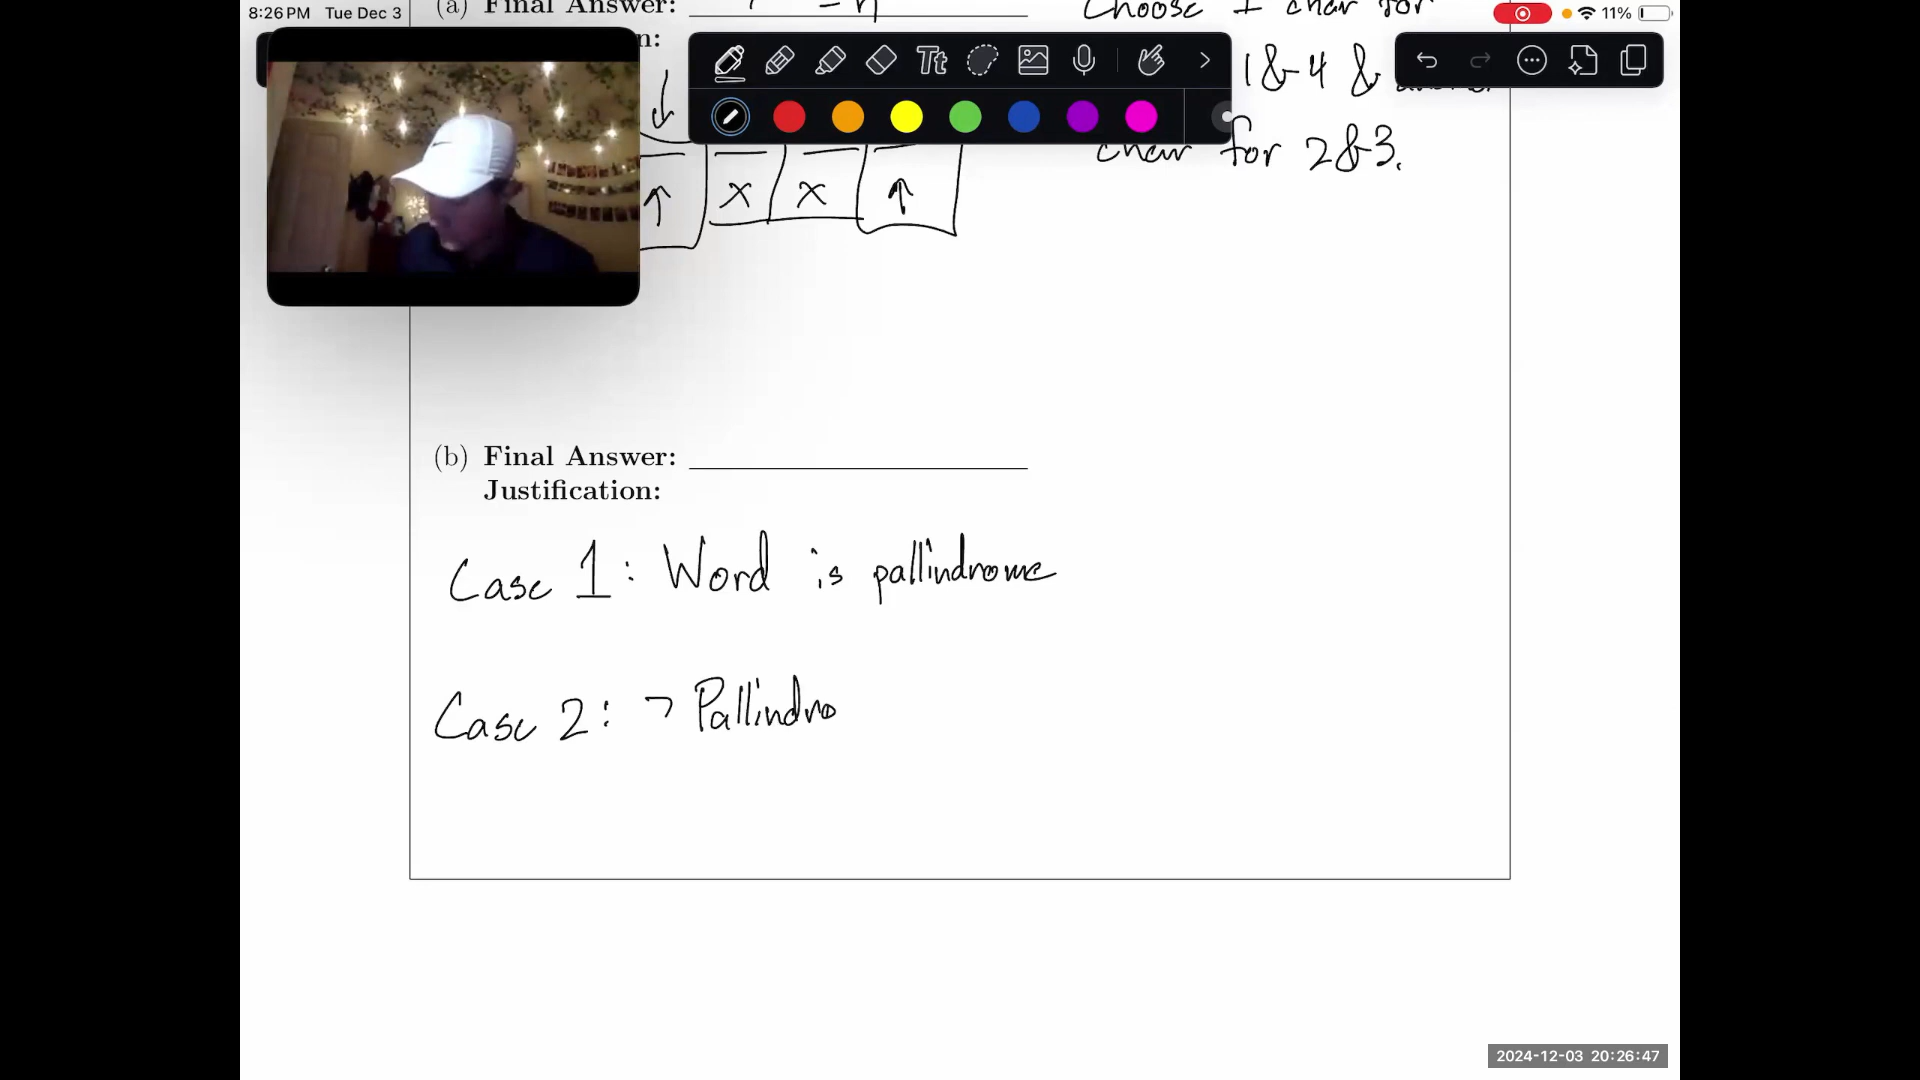 8:26 PM Tue Dec 3
11%
(a) Final Answer:
Choose 1 char for
n:
Tt
1&4 &
char for 2&3.
x x
(b) Final Answer:
Justification:
Case 1: Word is pallindrome
Case 2: ¬ Pallindro
2024-12-03 20:26:47